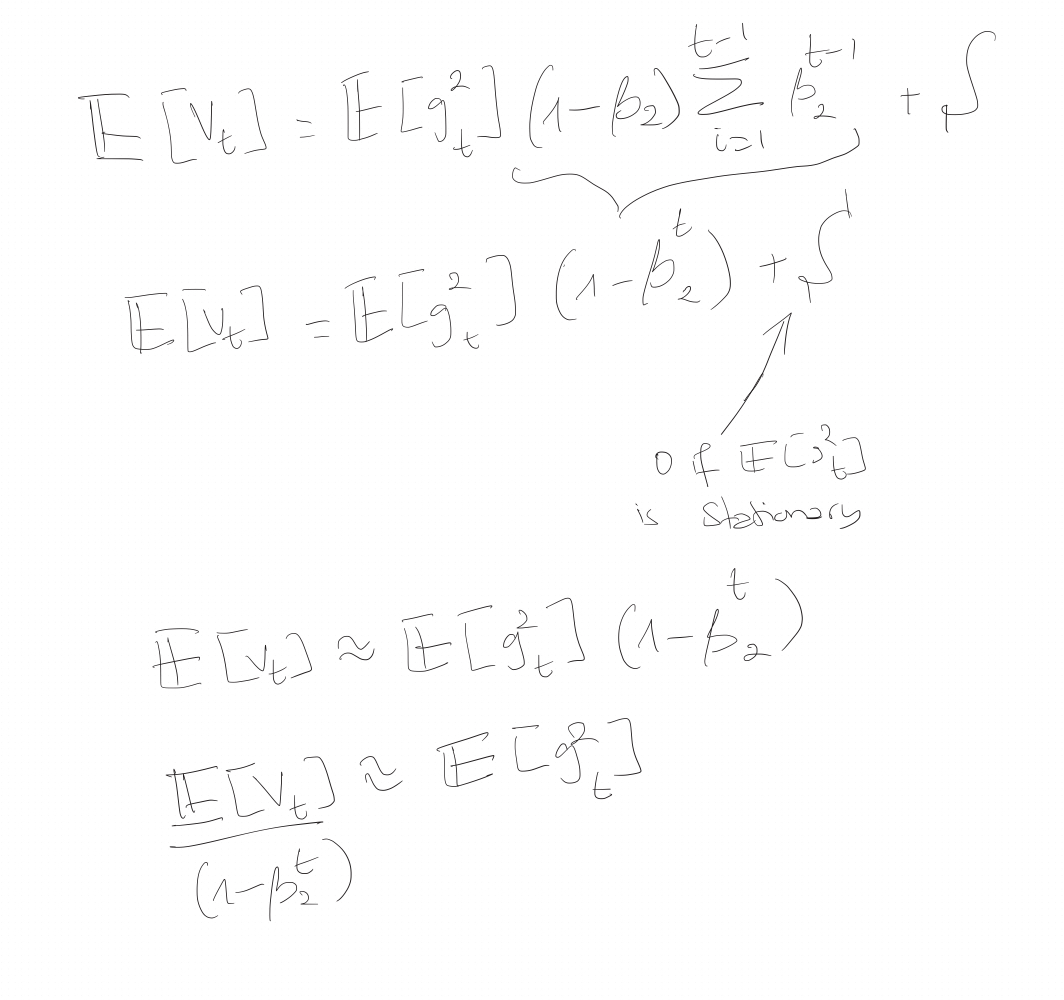 𝔼[V_t] = 𝔼[g_t^2] (1-β_2) Σ_{i=1}^{t-1} β_2^{t-1} + ʃ
𝔼[v_t] = 𝔼[g_t^2] (1-β_2^t) + ʃ
0 if 𝔼[g_t^2]
is stationary
𝔼[v_t] ≈ 𝔼[g_t^2] (1-β_2^t)
𝔼[V_t] / (1-β_2^t) ≈ 𝔼[g_t^2]